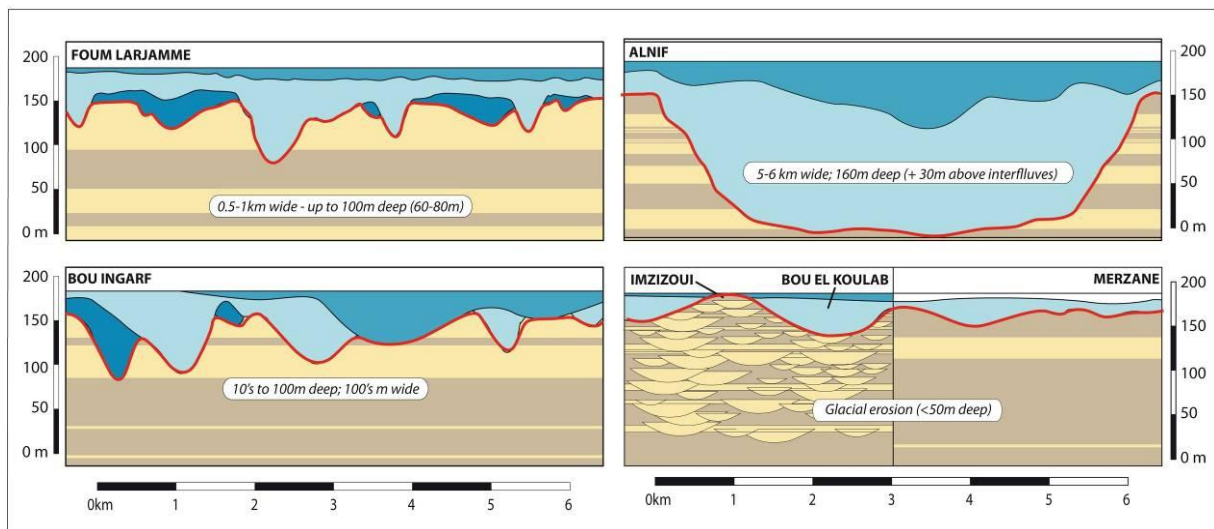 FOUM LARJAMME
200
150
100
50
0 m
0.5-1km wide - up to 100m deep (60-80m)
ALNIF
200
150
100
50
0 m
5-6 km wide; 160m deep (+ 30m above interflluves)
BOU INGARF
200
150
100
50
0 m
10's to 100m deep; 100's m wide
0km 1 2 3 4 5 6
IMZIZOUI BOU EL KOULAB MERZANE
200
150
100
50
0 m
Glacial erosion (<50m deep)
0km 1 2 3 4 5 6